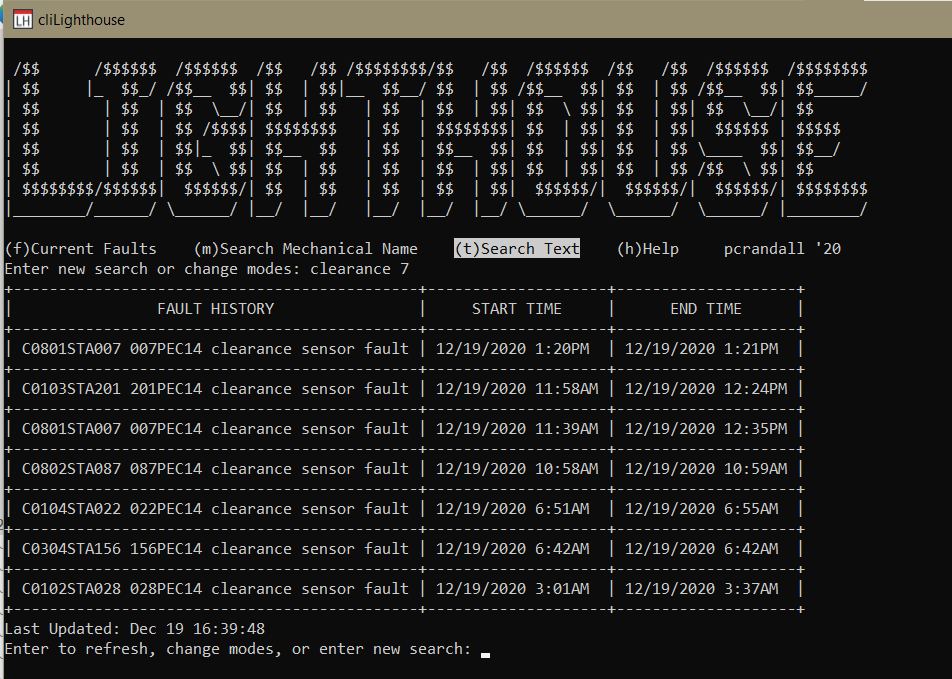 LH cliLighthouse
LIGHTHOUSE
(f)Current Faults (m)Search Mechanical Name (t)Search Text (h)Help pcrandall '20
Enter new search or change modes: clearance 7
FAULT HISTORY START TIME END TIME
C0801STA007 007PEC14 clearance sensor fault 12/19/2020 1:20PM 12/19/2020 1:21PM
C0103STA201 201PEC14 clearance sensor fault 12/19/2020 11:58AM 12/19/2020 12:24PM
C0801STA007 007PEC14 clearance sensor fault 12/19/2020 11:39AM 12/19/2020 12:35PM
C0802STA087 087PEC14 clearance sensor fault 12/19/2020 10:58AM 12/19/2020 10:59AM
C0104STA022 022PEC14 clearance sensor fault 12/19/2020 6:51AM 12/19/2020 6:55AM
C0304STA156 156PEC14 clearance sensor fault 12/19/2020 6:42AM 12/19/2020 6:42AM
C0102STA028 028PEC14 clearance sensor fault 12/19/2020 3:01AM 12/19/2020 3:37AM
Last Updated: Dec 19 16:39:48
Enter to refresh, change modes, or enter new search: